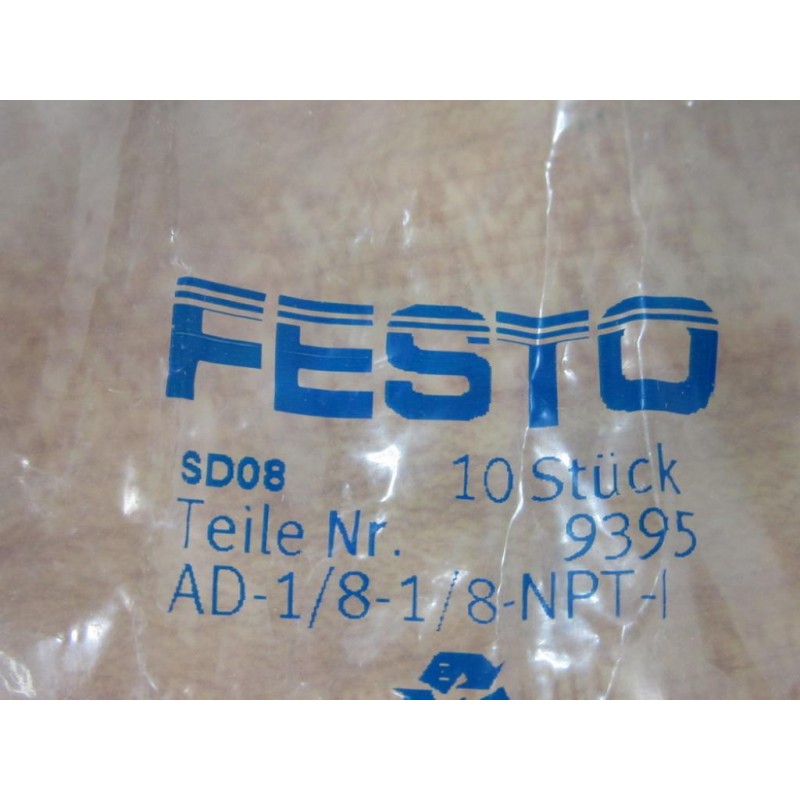 FESTO
SD08 10 Stück
Teile Nr. 9395
AD-1/8-1/8-NPT-I